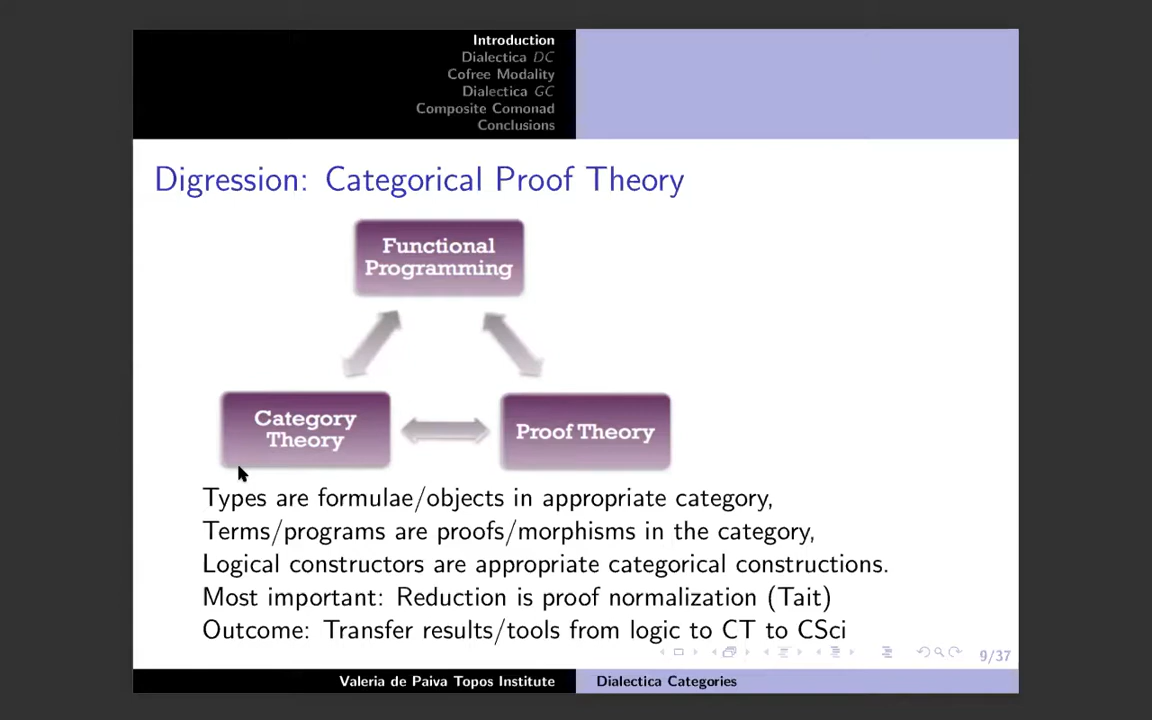 Introduction
Dialectica DC
Cofree Modality
Dialectica GC
Composite Comonad
Conclusions
Digression: Categorical Proof Theory
Functional
Programming
Category
Theory
Proof Theory
Types are formulae/objects in appropriate category,
Terms/programs are proofs/morphisms in the category,
Logical constructors are appropriate categorical constructions.
Most important: Reduction is proof normalization (Tait)
Outcome: Transfer results/tools from logic to CT to CSci
9/37
Valeria de Paiva Topos Institute
Dialectica Categories